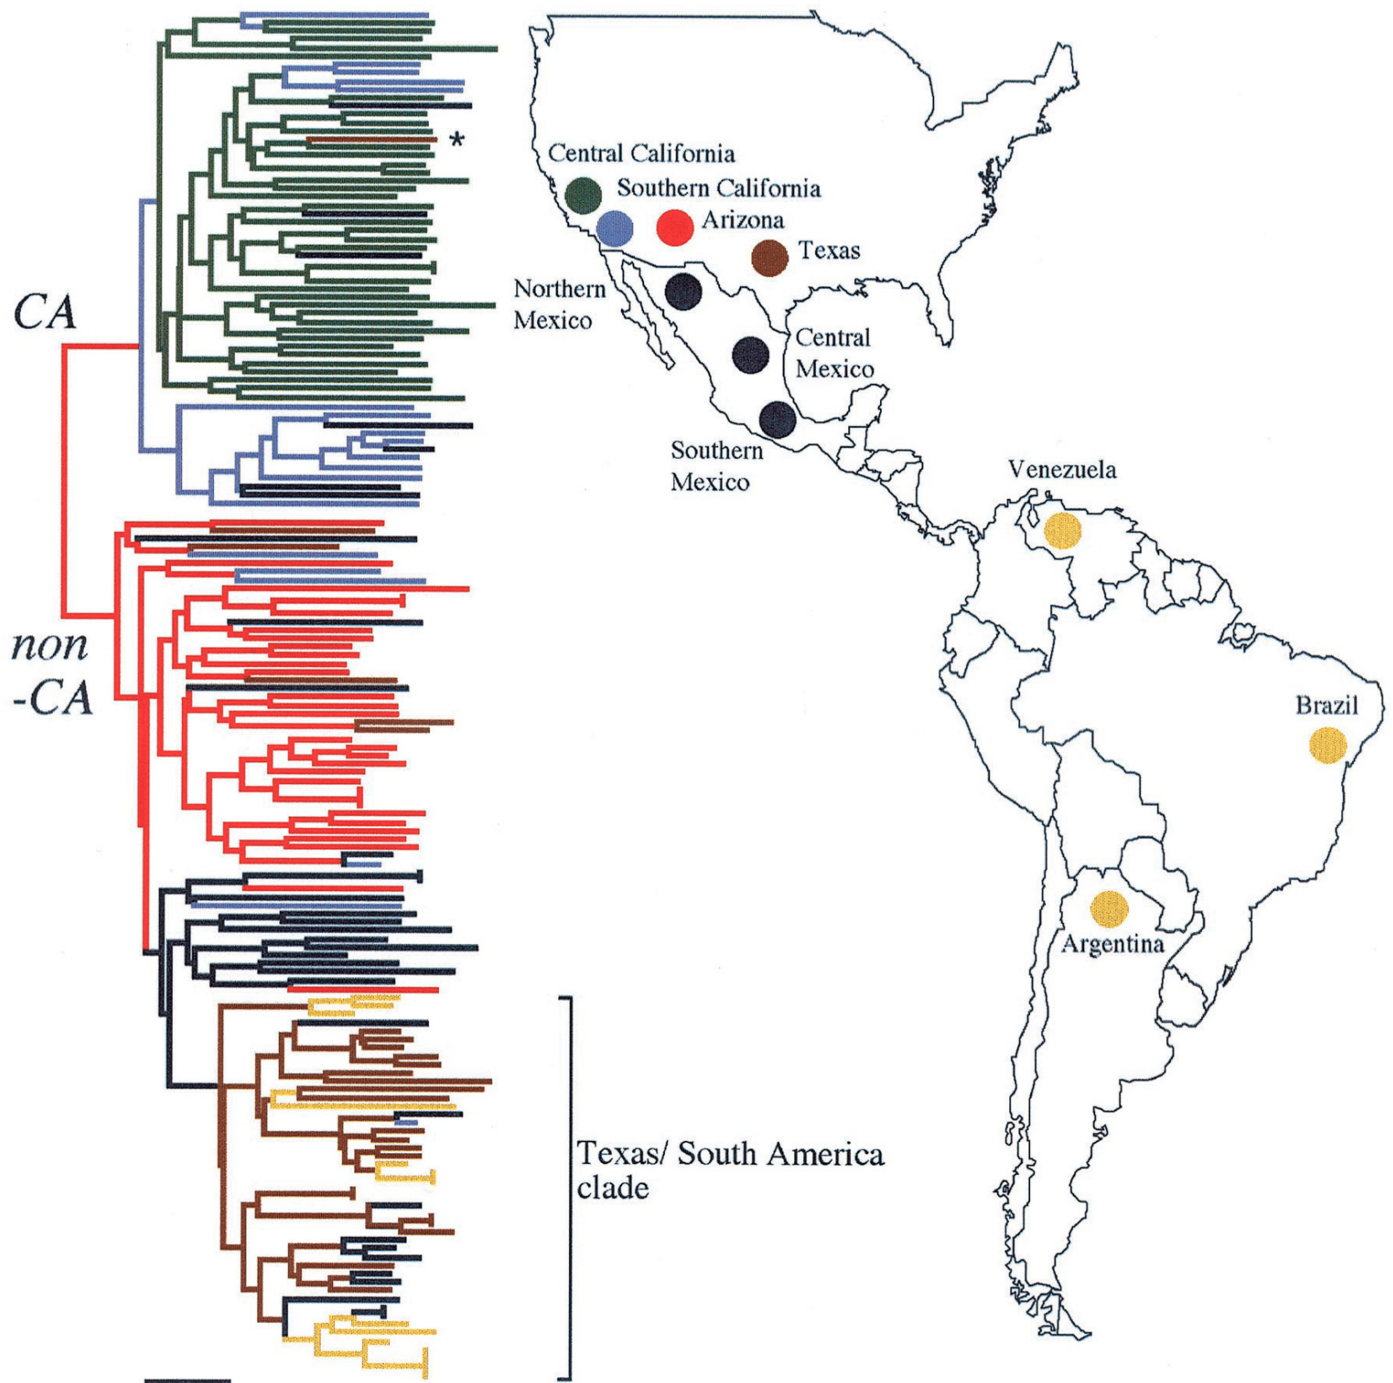 *
Central California
Southern California
Arizona
Texas
CA
Northern
Mexico
Central
Mexico
Southern
Mexico
Venezuela
non
-CA
Brazil
Argentina
Texas/ South America
clade